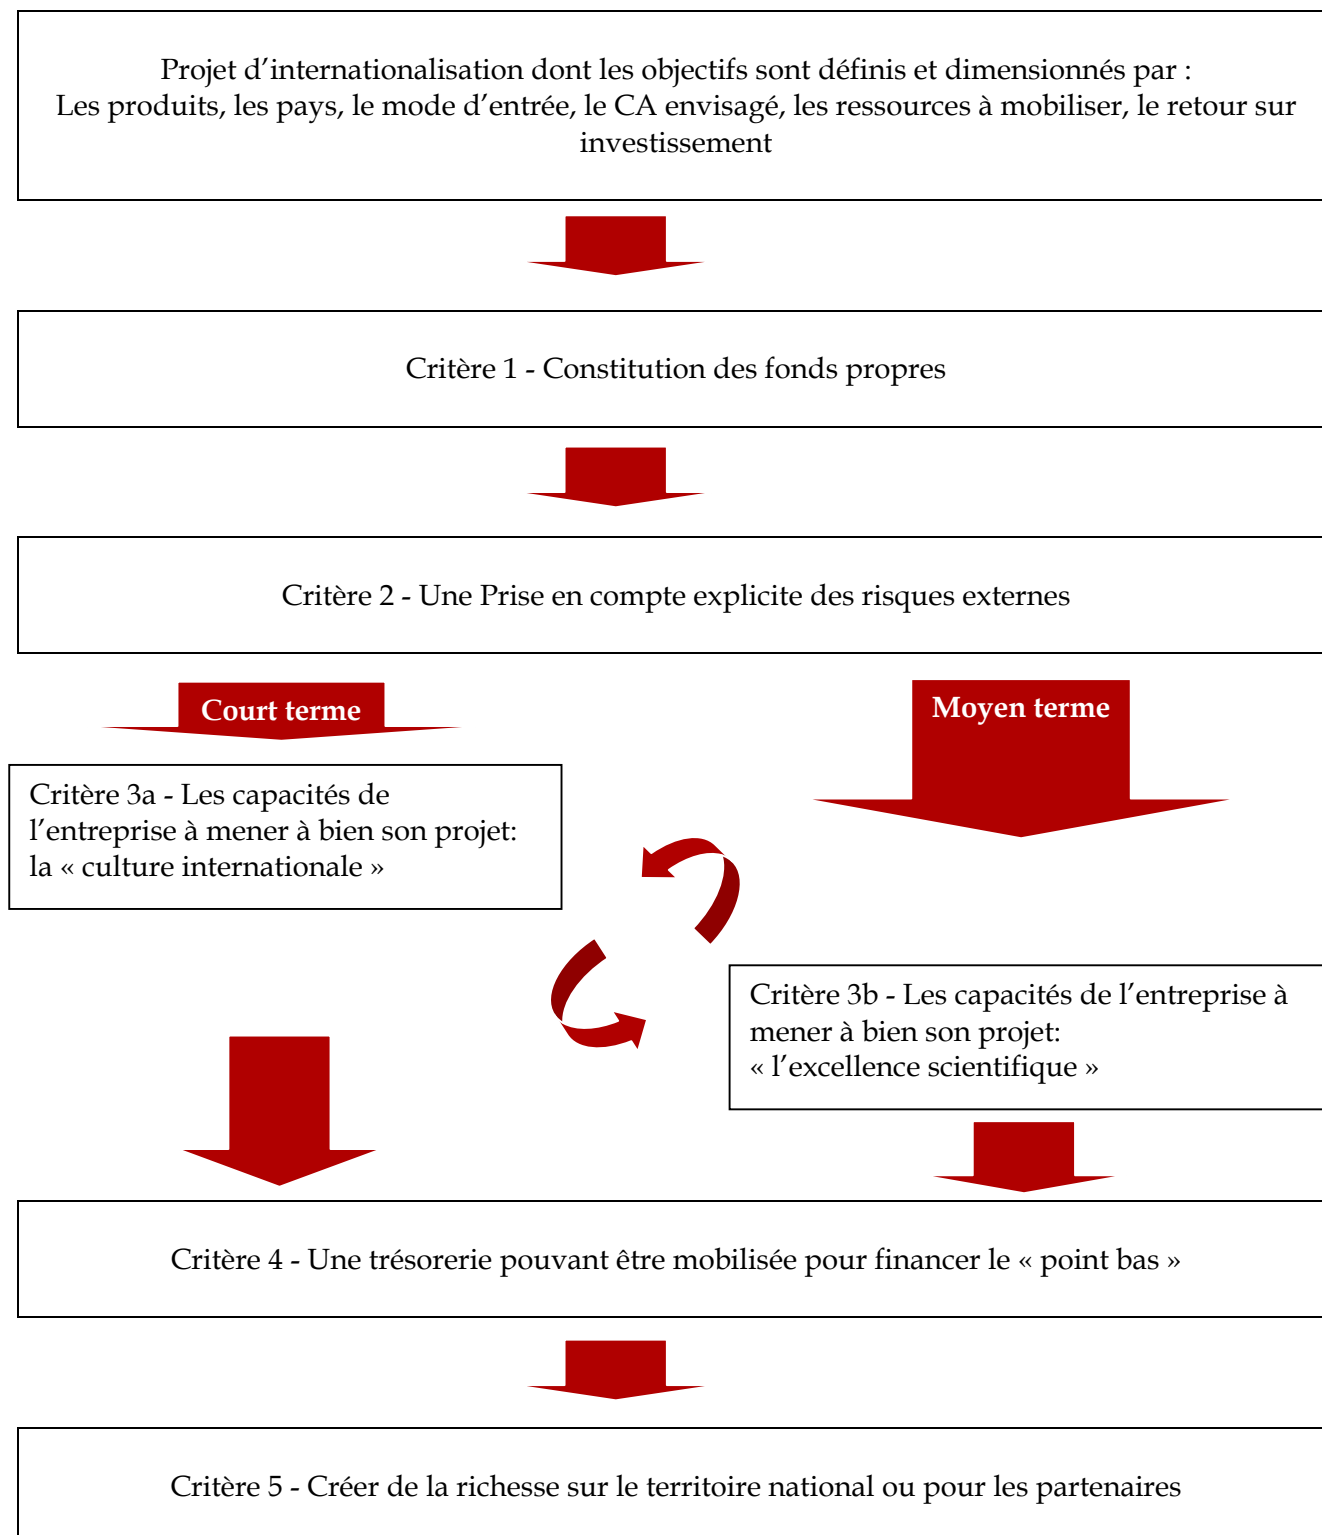 Projet d’internationalisation dont les objectifs sont définis et dimensionnés par :
Les produits, les pays, le mode d’entrée, le CA envisagé, les ressources à mobiliser, le retour sur
investissement
Critère 1 - Constitution des fonds propres
Critère 2 - Une Prise en compte explicite des risques externes
Court terme
Moyen terme
Critère 3a - Les capacités de
l’entreprise à mener à bien son projet:
la « culture internationale »
Critère 3b - Les capacités de l’entreprise à
mener à bien son projet:
« l’excellence scientifique »
Critère 4 - Une trésorerie pouvant être mobilisée pour financer le « point bas »
Critère 5 - Créer de la richesse sur le territoire national ou pour les partenaires